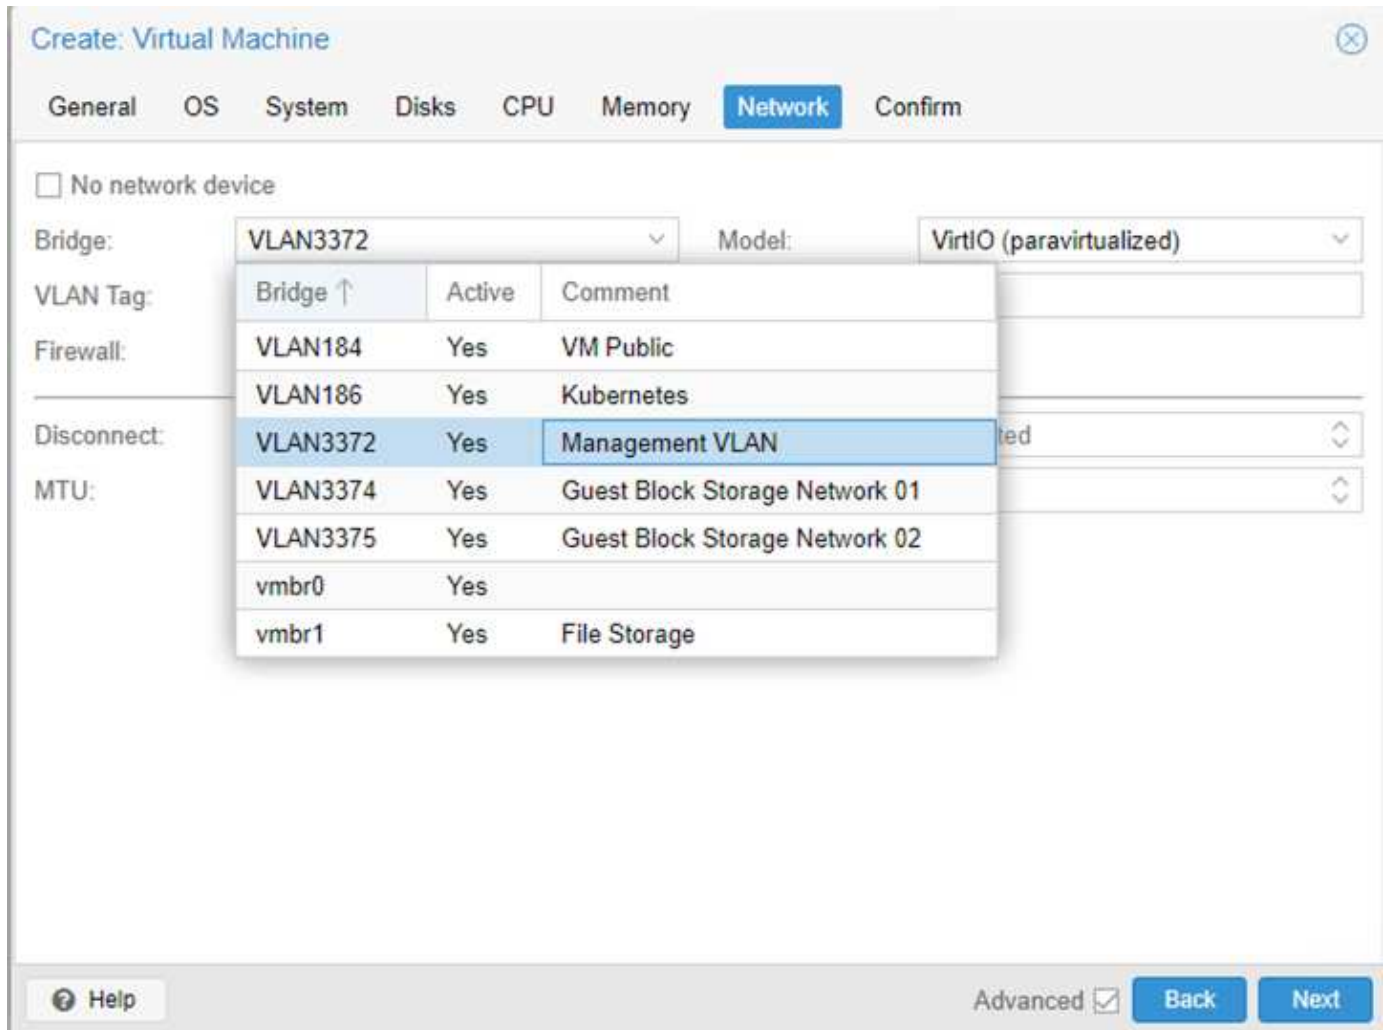 Create: Virtual Machine
General OS System Disks CPU Memory Network Confirm
No network device
Bridge: VLAN3372 Model: VirtIO (paravirtualized)
VLAN Tag:
Firewall:
Disconnect:
MTU:
Bridge ↑ Active Comment
VLAN184 Yes VM Public
VLAN186 Yes Kubernetes
VLAN3372 Yes Management VLAN
VLAN3374 Yes Guest Block Storage Network 01
VLAN3375 Yes Guest Block Storage Network 02
vmbr0 Yes
vmbr1 Yes File Storage
Help Advanced Back Next